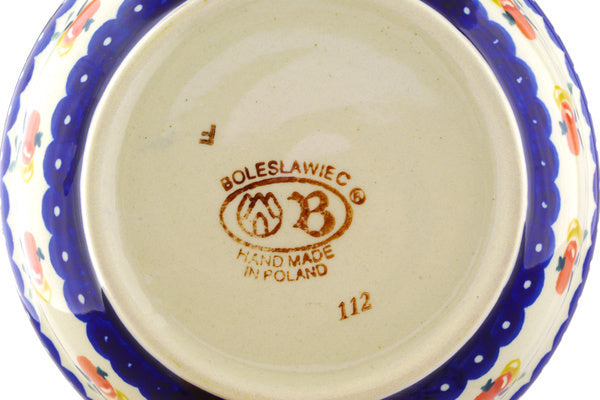 F
BOLESLAWIEC
B®
HAND MADE
IN POLAND
112